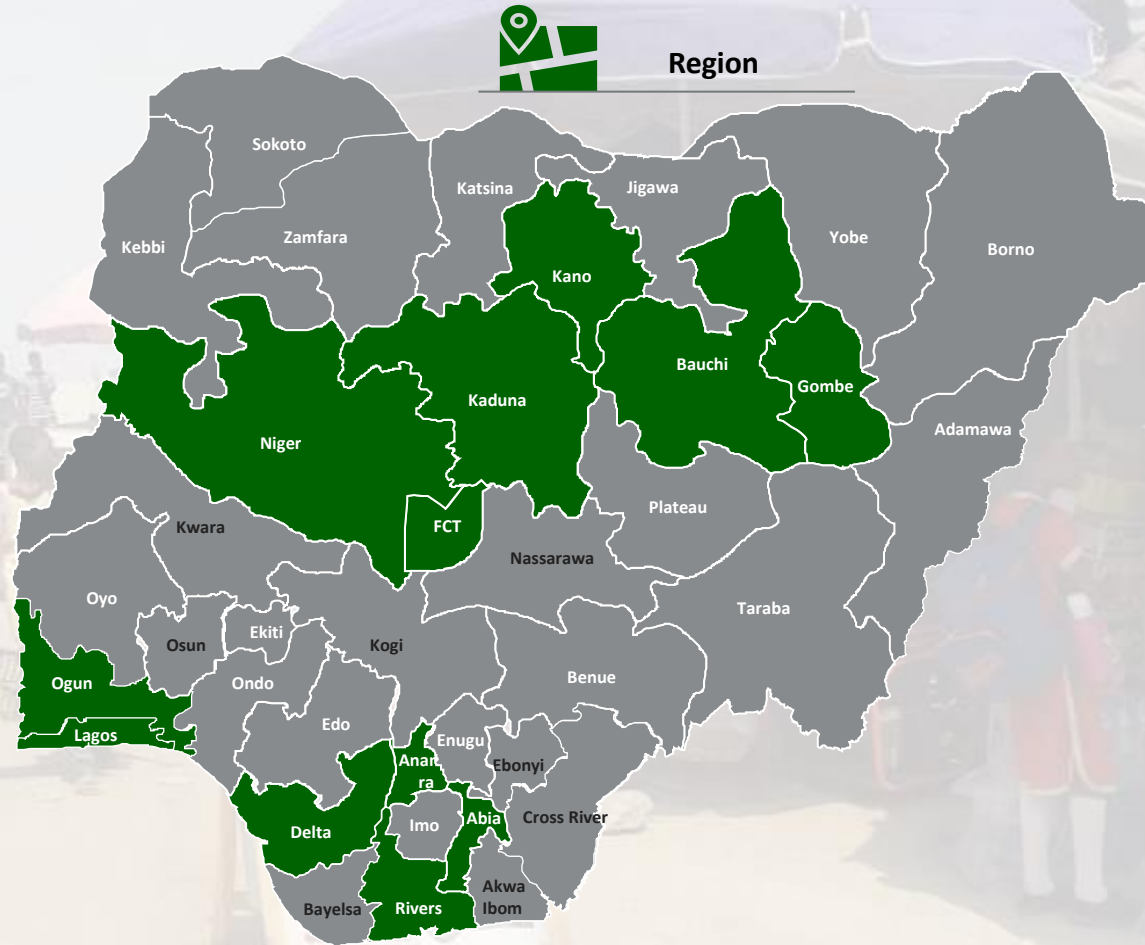 Region
Sokoto
Katsina
Jigawa
Kebbi
Zamfara
Yobe
Borno
Kano
Bauchi
Gombe
Kaduna
Adamawa
Niger
Plateau
Kwara
FCT
Nassarawa
Oyo
Taraba
Osun
Ekiti
Kogi
Benue
Ogun
Ondo
Edo
Lagos
Enugu
Anam
ra
Ebonyi
Abia
Cross River
Imo
Delta
Akwa
Ibom
Bayelsa
Rivers